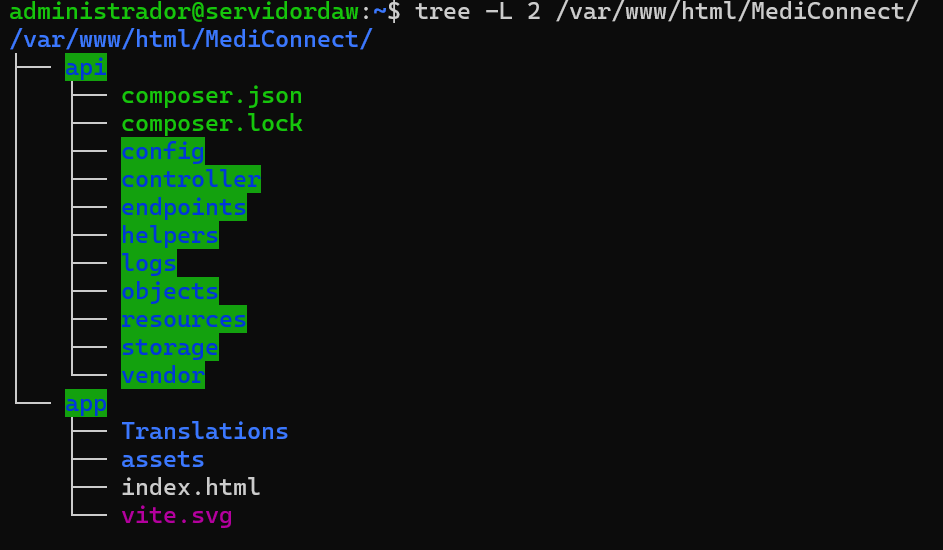 administrador@servidordaw:~$ tree -L 2 /var/www/html/MediConnect/
/var/www/html/MediConnect/
├── api
│   ├── composer.json
│   ├── composer.lock
│   ├── config
│   ├── controller
│   ├── endpoints
│   ├── helpers
│   ├── logs
│   ├── objects
│   ├── resources
│   ├── storage
│   └── vendor
└── app
    ├── Translations
    ├── assets
    ├── index.html
    └── vite.svg